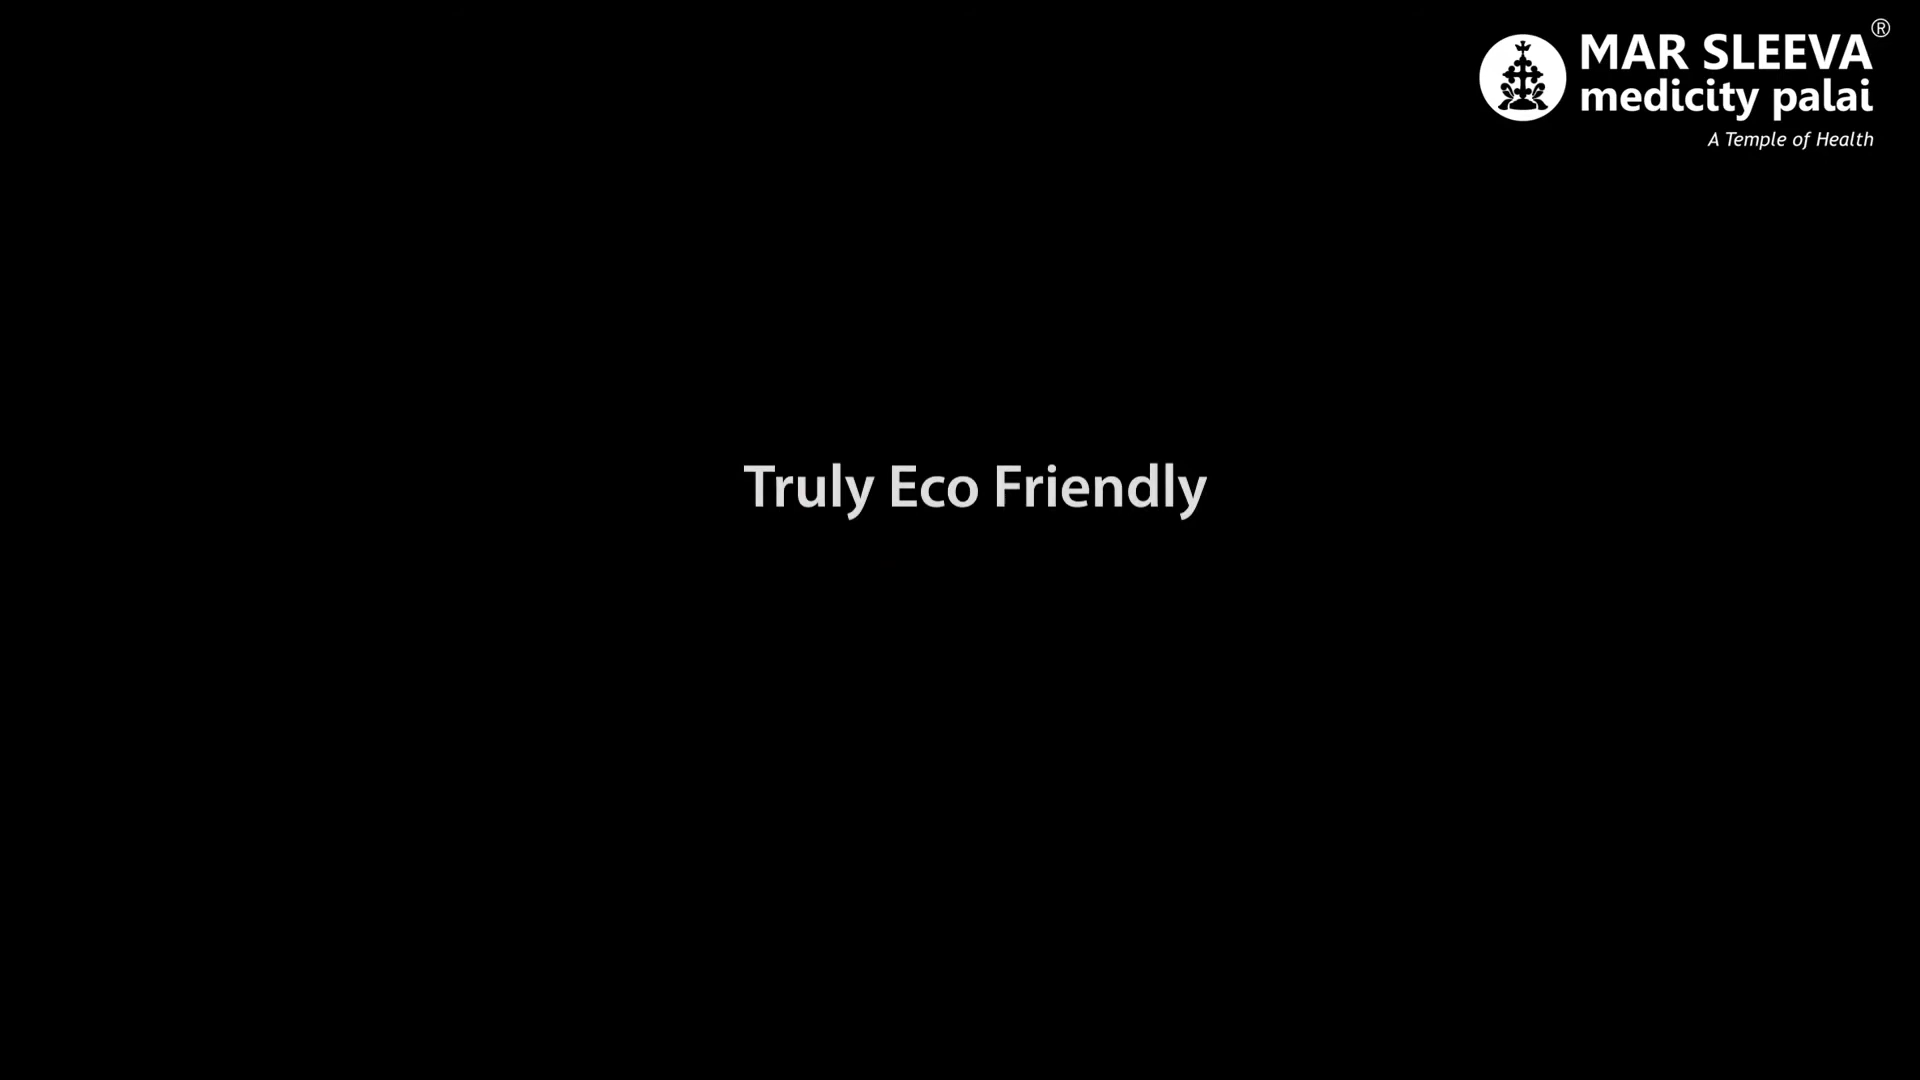 MAR SLEEVA®
medicity palai
A Temple of Health
Truly Eco Friendly